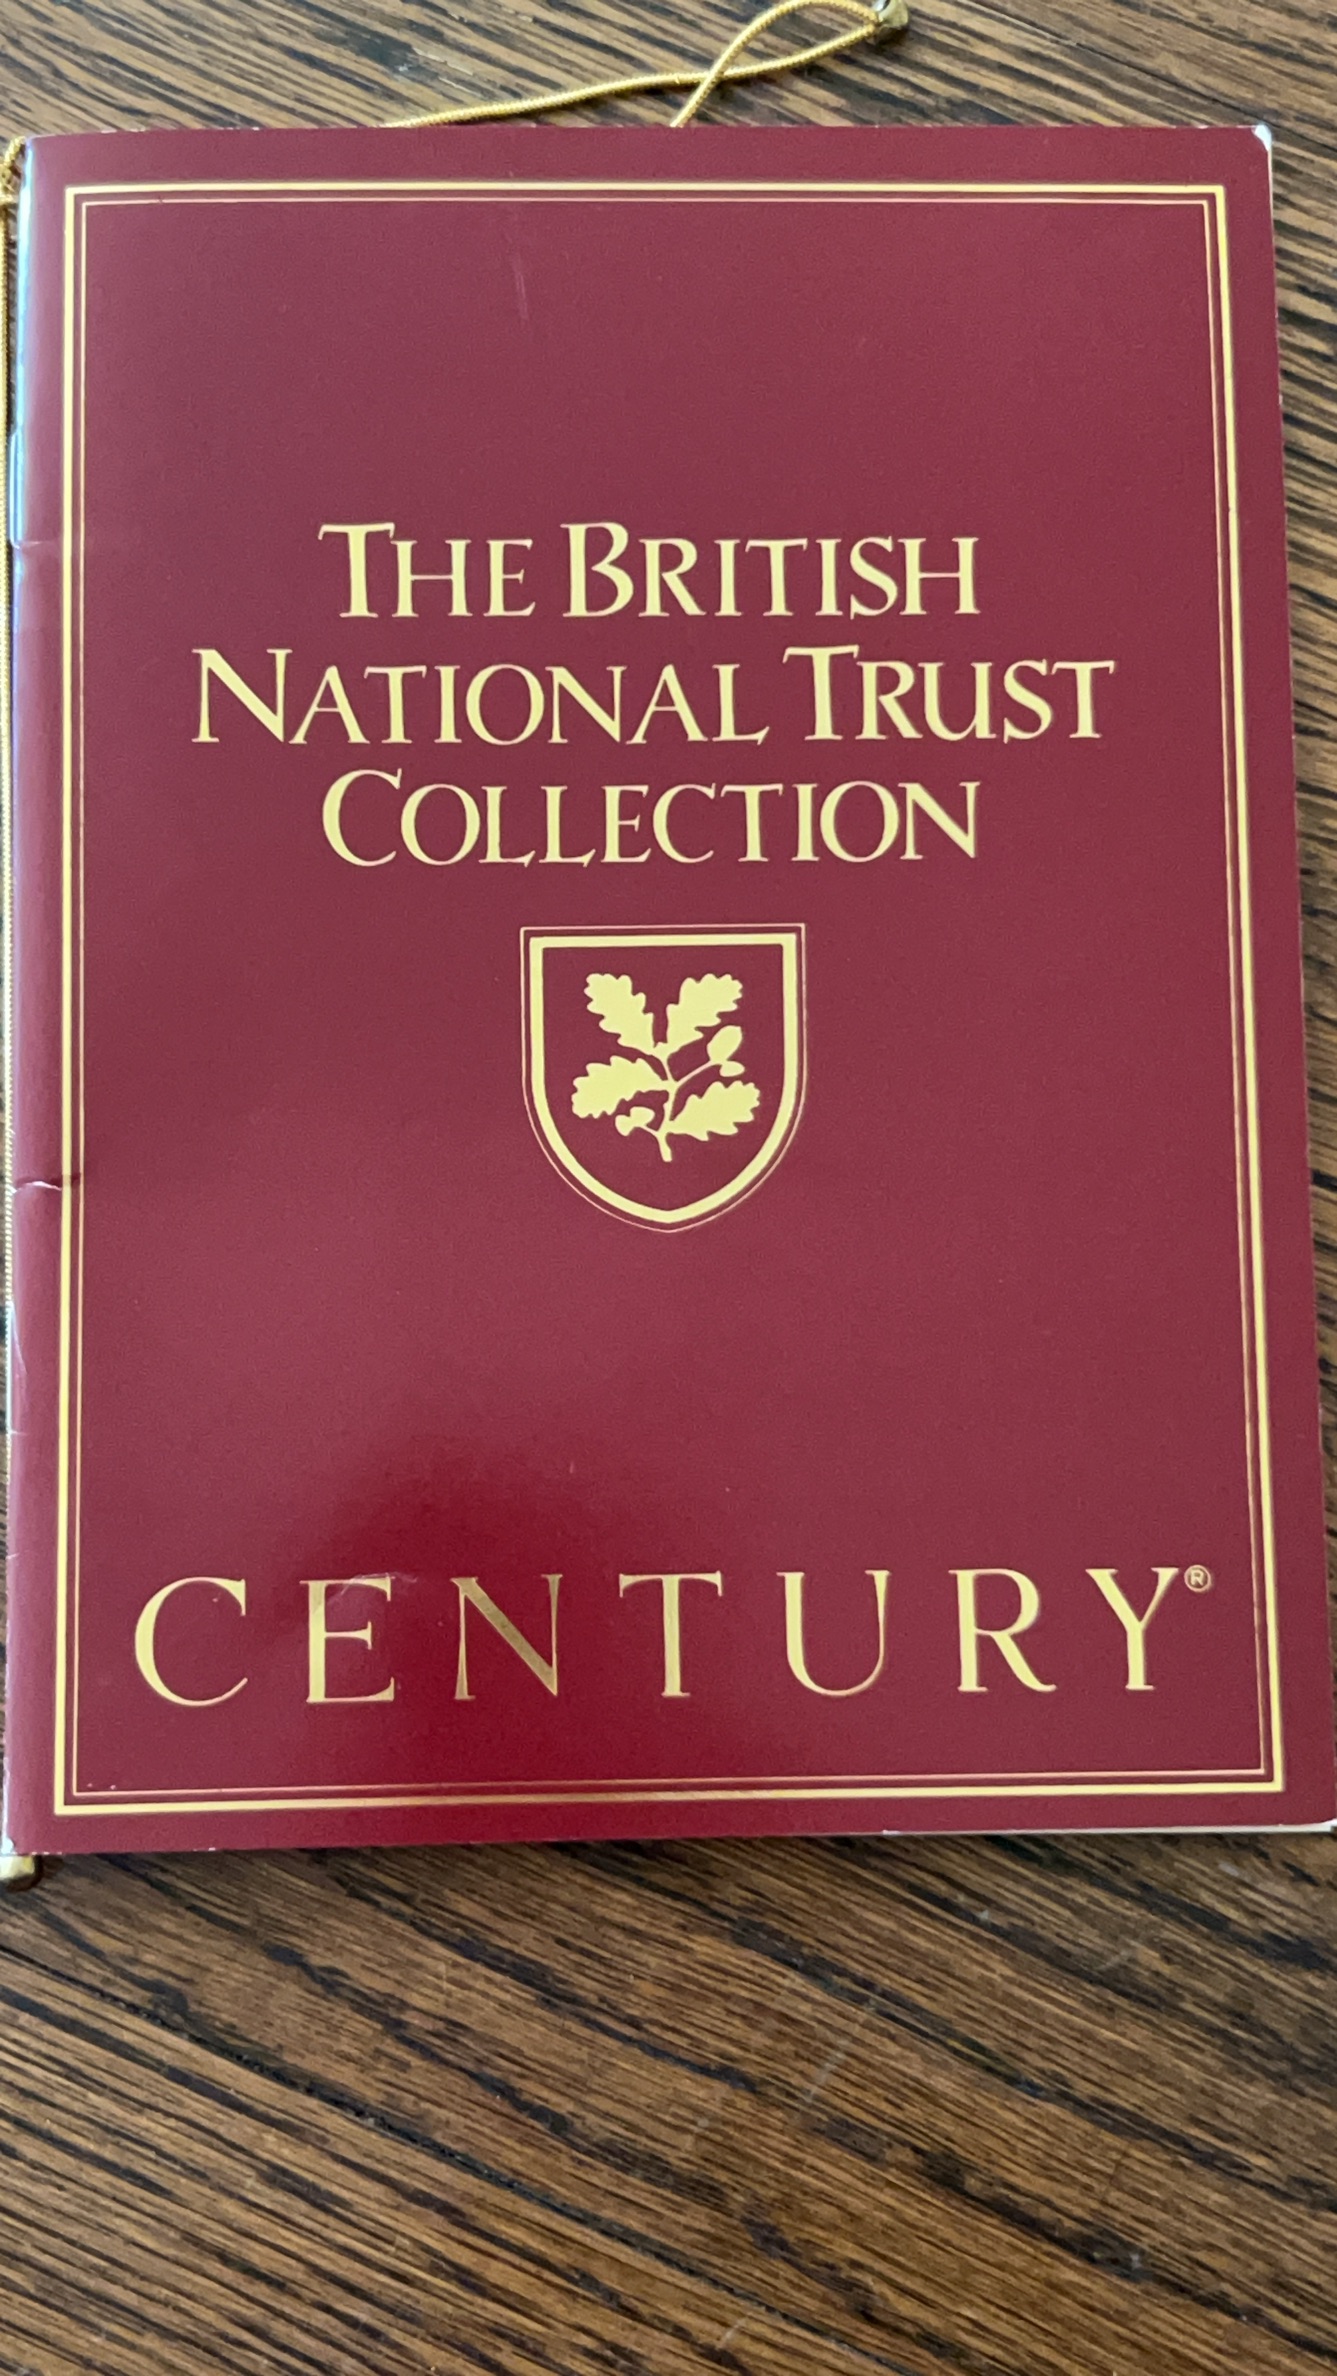 THE BRITISH
NATIONAL TRUST
COLLECTION
CENTURY®